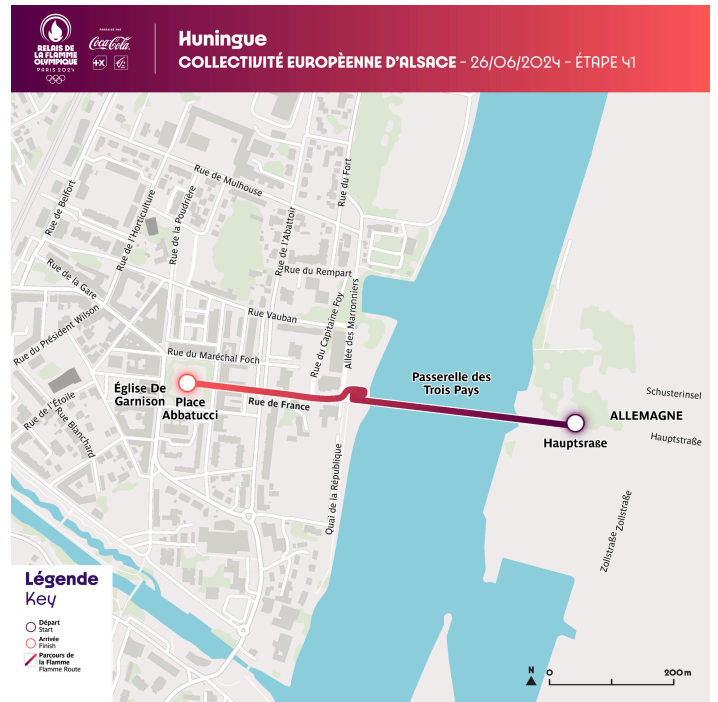 RELAIS DE
LA FLAMME
OLYMPIQUE
PARIS 2024
PARRAINÉ PAR
Coca-Cola
Huningue
COLLECTIVITÉ EUROPÈENNE D'ALSACE - 26/06/2024 - ÉTAPE 41
Rue de Mulhouse
Rue du Fort
Rue de Belfort
Rue de l'Horticulture
Rue de la Poudrière
Rue de l'Abattoir
Rue du Rempart
Rue de la Gare
Rue Vauban
Rue du Capitaine Foy
Allée des Marronniers
Rue du Président Wilson
Rue du Maréchal Foch
Passerelle des
Trois Pays
Église De
Garnison
Place
Abbatucci
Rue de France
Schusterinsel
ALLEMAGNE
Hauptstraße
Hauptsraße
Rue de l'Étoile
Rue Blanchard
Quai de la République
Zollstraße Zollstraße
Légende
Key
Départ
Start
Arrivée
Finish
Parcours de
la Flamme
Flamme Route
N
0
200 m